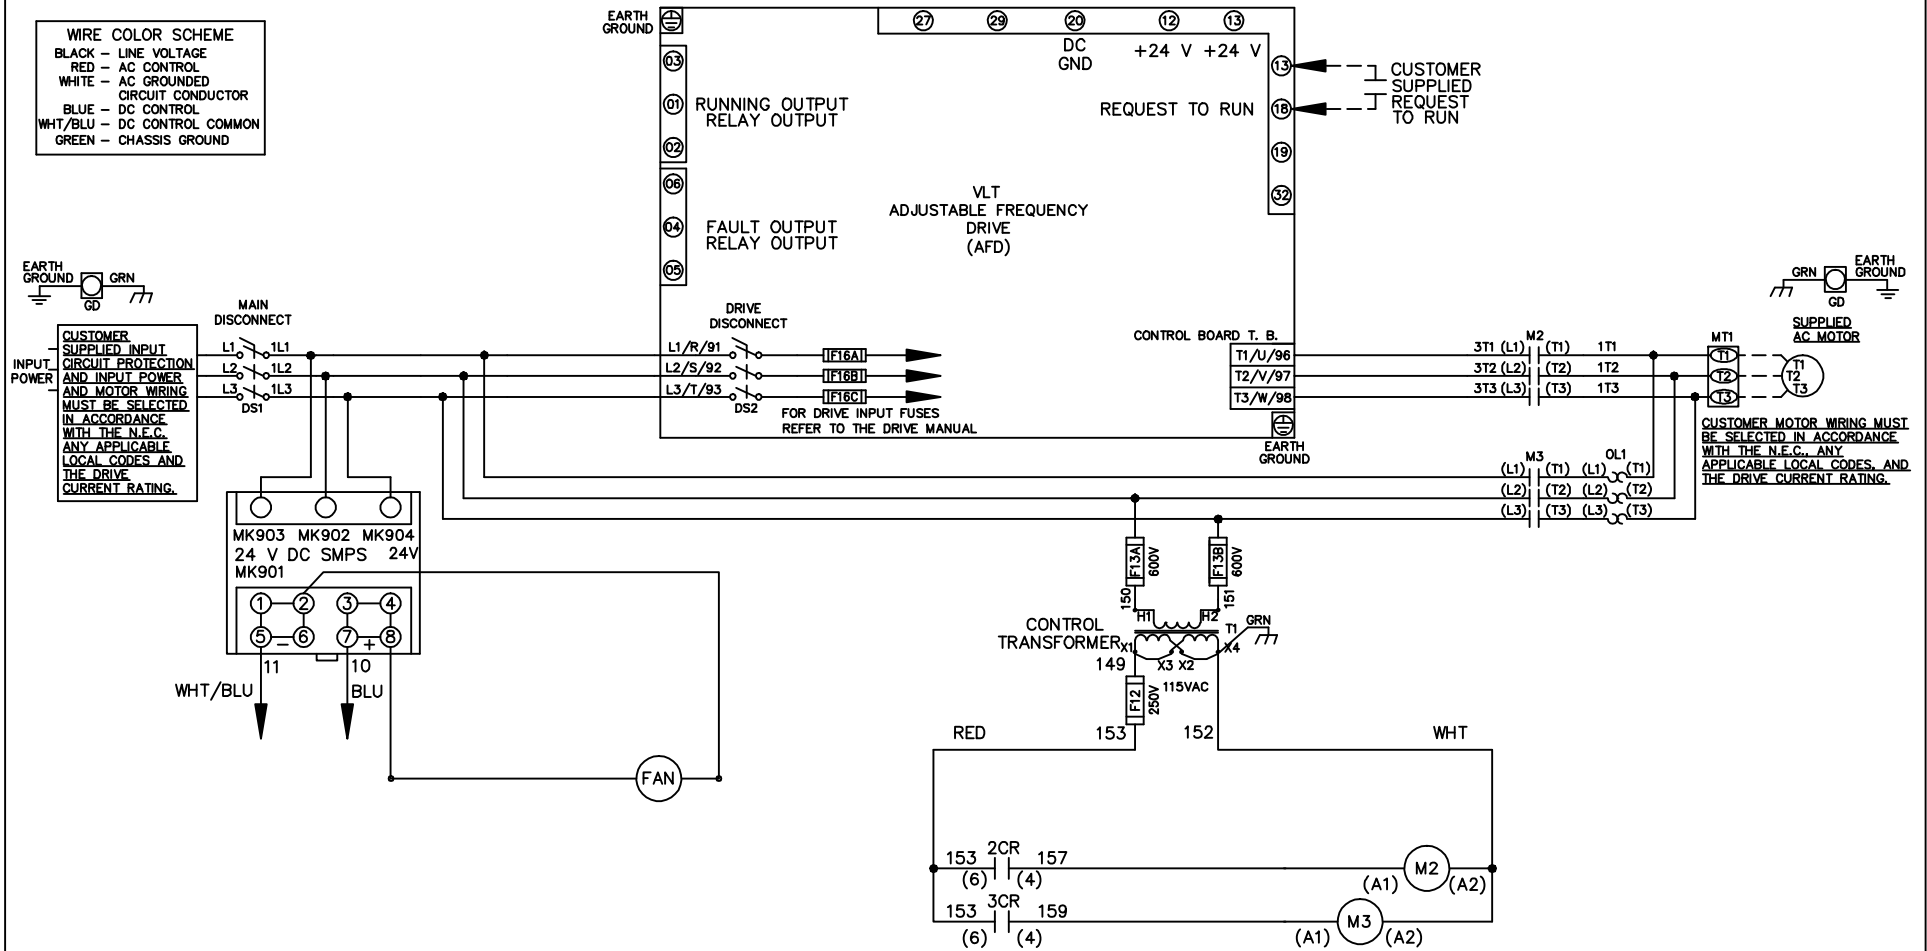 WIRE COLOR SCHEME
BLACK – LINE VOLTAGE
RED – AC CONTROL
WHITE – AC GROUNDED
CIRCUIT CONDUCTOR
BLUE – DC CONTROL
WHT/BLU – DC CONTROL COMMON
GREEN – CHASSIS GROUND
EARTH
GROUND
27 29 20 12 13
DC
GND
+24 V +24 V
03
01
02
RUNNING OUTPUT
RELAY OUTPUT
06
04
05
FAULT OUTPUT
RELAY OUTPUT
13
18
19
32
REQUEST TO RUN
CUSTOMER
SUPPLIED
REQUEST
TO RUN
VLT
ADJUSTABLE FREQUENCY
DRIVE
(AFD)
EARTH
GROUND
GRN
GD
INPUT
POWER
CUSTOMER
SUPPLIED INPUT
CIRCUIT PROTECTION
AND INPUT POWER
AND MOTOR WIRING
MUST BE SELECTED
IN ACCORDANCE
WITH THE N.E.C.
ANY APPLICABLE
LOCAL CODES AND
THE DRIVE
CURRENT RATING.
MAIN
DISCONNECT
L1 1L1
L2 1L2
L3 1L3
DS1
DRIVE
DISCONNECT
L1/R/91
L2/S/92
L3/T/93
DS2
F16A
F16B
F16C
FOR DRIVE INPUT FUSES
REFER TO THE DRIVE MANUAL
CONTROL BOARD T. B.
T1/U/96
T2/V/97
T3/W/98
EARTH
GROUND
M2
3T1 (L1) (T1) 1T1
3T2 (L2) (T2) 1T2
3T3 (L3) (T3) 1T3
MT1
T1
T2
T3
GRN
GD
EARTH
GROUND
SUPPLIED
AC MOTOR
T1
T2
T3
CUSTOMER MOTOR WIRING MUST
BE SELECTED IN ACCORDANCE
WITH THE N.E.C., ANY
APPLICABLE LOCAL CODES, AND
THE DRIVE CURRENT RATING.
M3 OL1
(L1) (T1) (L1) (T1)
(L2) (T2) (L2) (T2)
(L3) (T3) (L3) (T3)
MK903 MK902 MK904
24 V DC SMPS 24V
MK901
1 2 3 4
5 – 6 7 + 8
11 10
WHT/BLU BLU
FAN
F13A 600V
F13B 600V
150 151
H1 H2
CONTROL
TRANSFORMER
T1
GRN
X1 X3 X2 X4
149
115VAC
F12 250V
RED 153 152 WHT
153 2CR 157
(6) (4)
M2
(A1) (A2)
153 3CR 159
(6) (4)
M3
(A1) (A2)